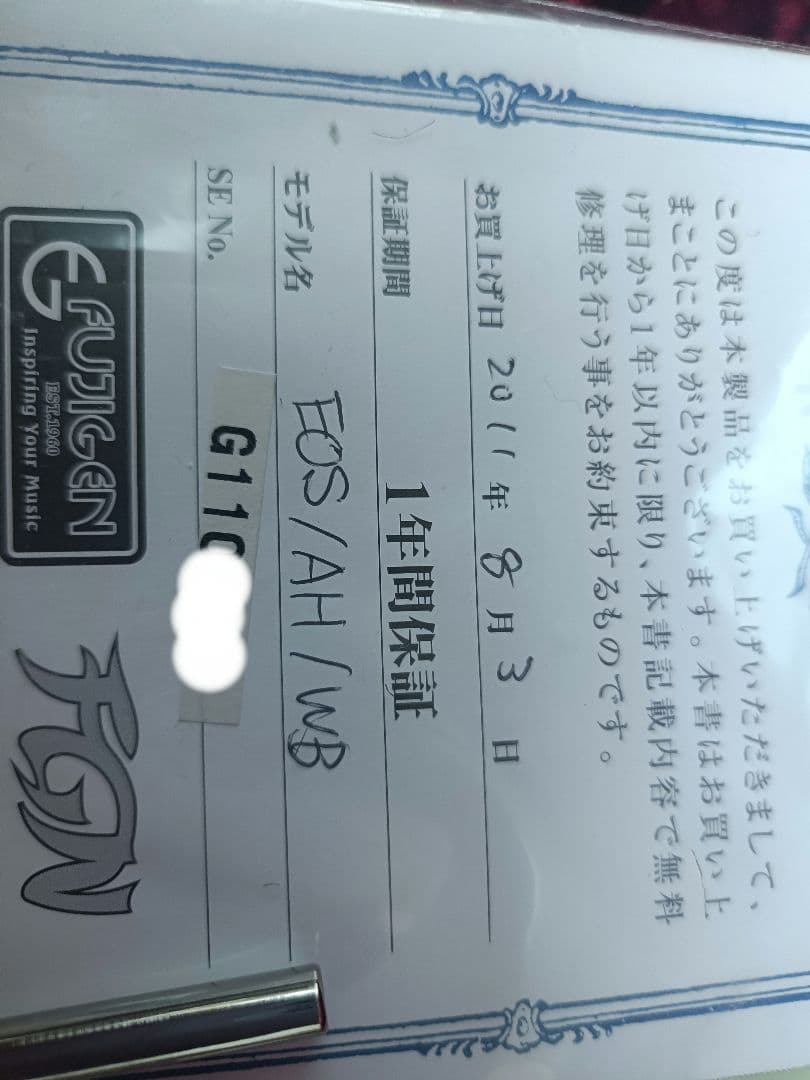 この度は本製品をお買い上げいただきまして、
まことにありがとうございます。本書はお買い上
げ日から1年以内に限り、本書記載内容で無料
修理を行う事をお約束するものです。
お買上げ日 2011年 8月 3日
保証期間 1年間保証
モデル名 EOS/AH/WB
SE No. G110
FUJIGEN
EST.1960
Inspiring Your Music
FGN